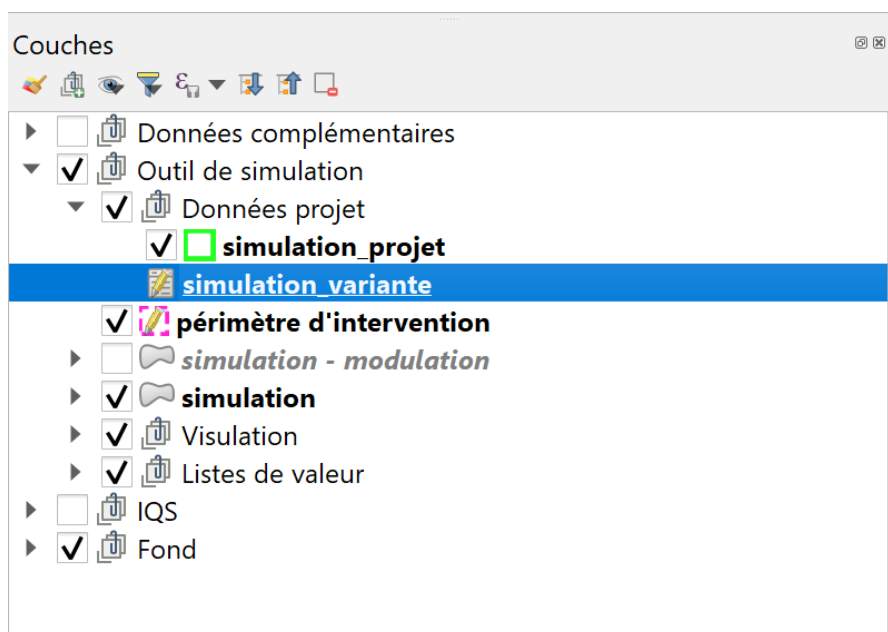 Couches
Données complémentaires
Outil de simulation
Données projet
simulation_projet
simulation_variante
périmètre d'intervention
simulation - modulation
simulation
Visulation
Listes de valeur
IQS
Fond